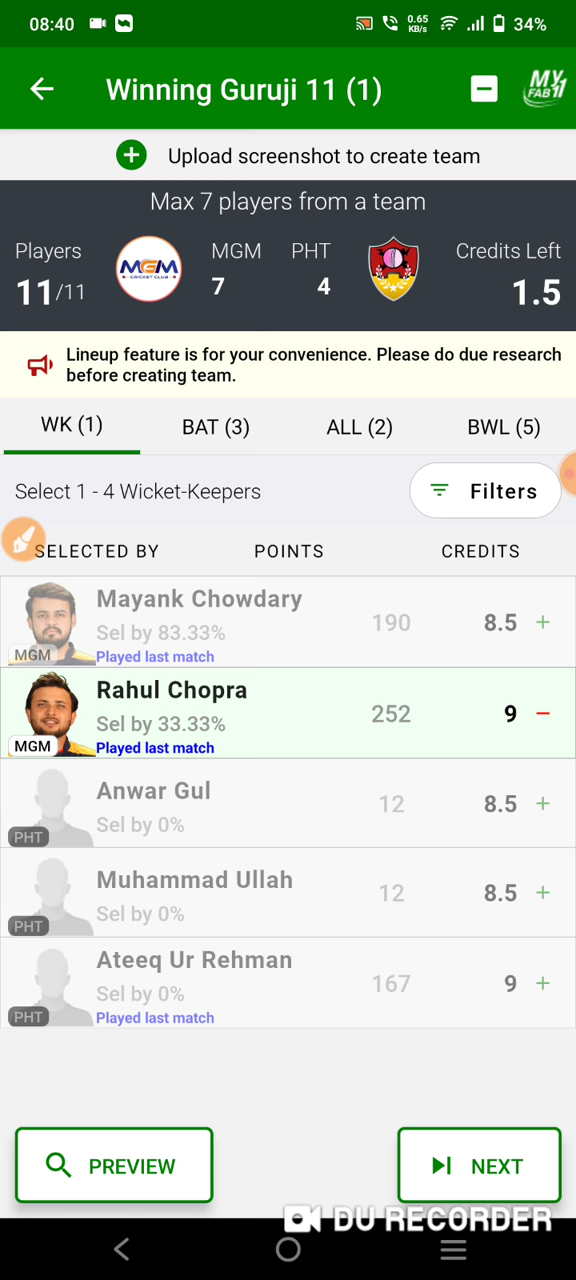 08:40 0.65 KB/s 34%
Winning Guruji 11 (1) MY FAB11
Upload screenshot to create team
Max 7 players from a team
Players MGM PHT Credits Left
11/11 MGM CRICKET CLUB 7 4 1.5
Lineup feature is for your convenience. Please do due research
before creating team.
WK (1) BAT (3) ALL (2) BWL (5)
Select 1 - 4 Wicket-Keepers Filters
SELECTED BY POINTS CREDITS
Mayank Chowdary
Sel by 83.33% 190 8.5 +
MGM Played last match
Rahul Chopra
Sel by 33.33% 252 9 −
MGM Played last match
Anwar Gul
Sel by 0% 12 8.5 +
PHT
Muhammad Ullah
Sel by 0% 12 8.5 +
PHT
Ateeq Ur Rehman
Sel by 0% 167 9 +
PHT Played last match
PREVIEW NEXT
DU RECORDER